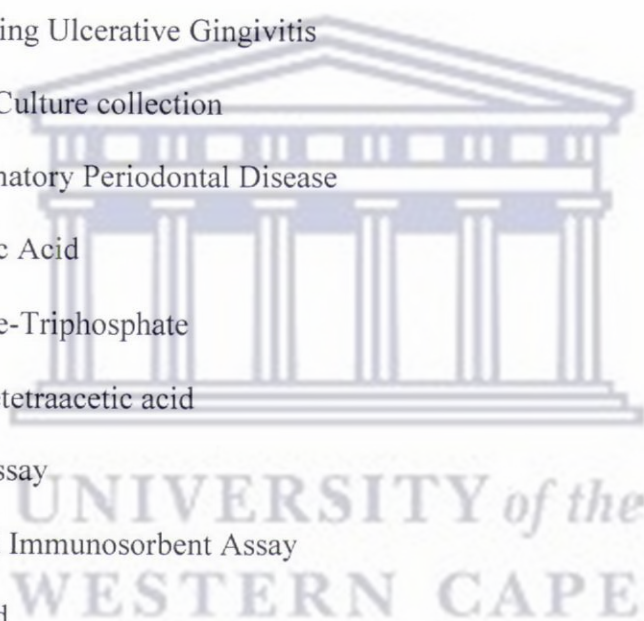 ing Ulcerative Gingivitis
Culture collection
natory Periodontal Disease
c Acid
e-Triphosphate
tetraacetic acid
ssay
Immunosorbent Assay
d
UNIVERSITY of the
WESTERN CAPE